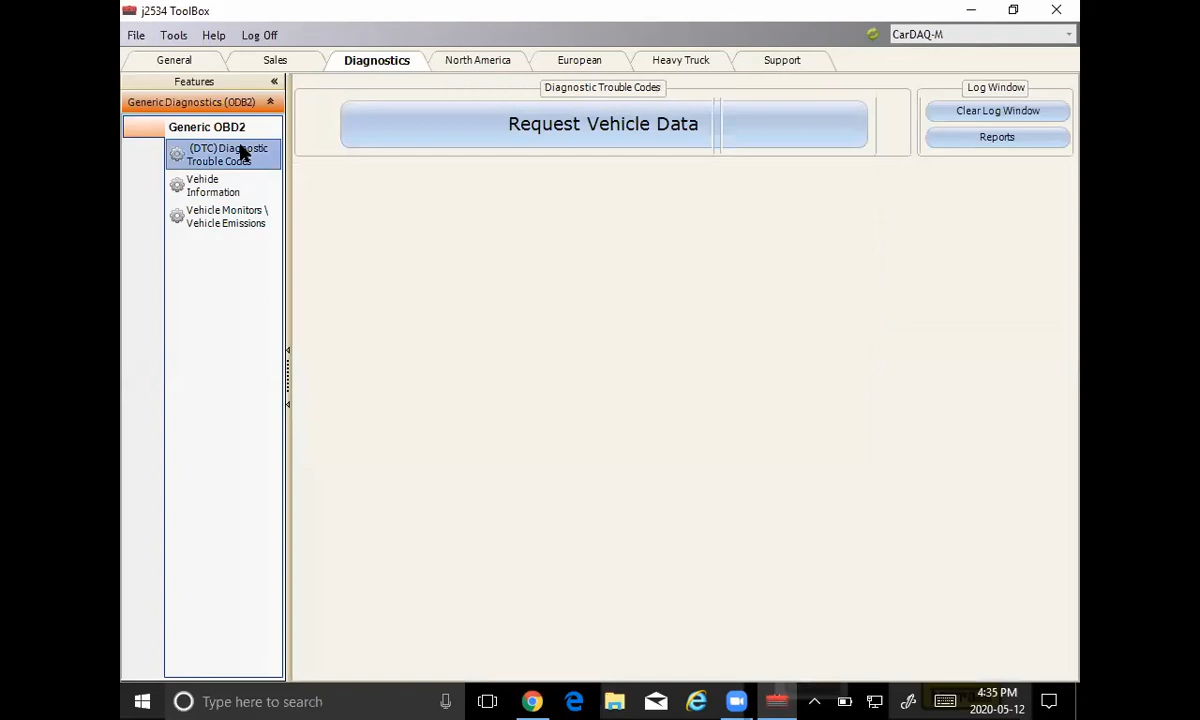 j2534 ToolBox
File Tools Help Log Off
CarDAQ-M
General Sales Diagnostics North America European Heavy Truck Support
Features «
Generic Diagnostics (ODB2)
Generic OBD2
(DTC) Diagnostic
Trouble Codes
Vehicle
Information
Vehicle Monitors \
Vehicle Emissions
Diagnostic Trouble Codes
Request Vehicle Data
Log Window
Clear Log Window
Reports
Type here to search
4:35 PM
2020-05-12